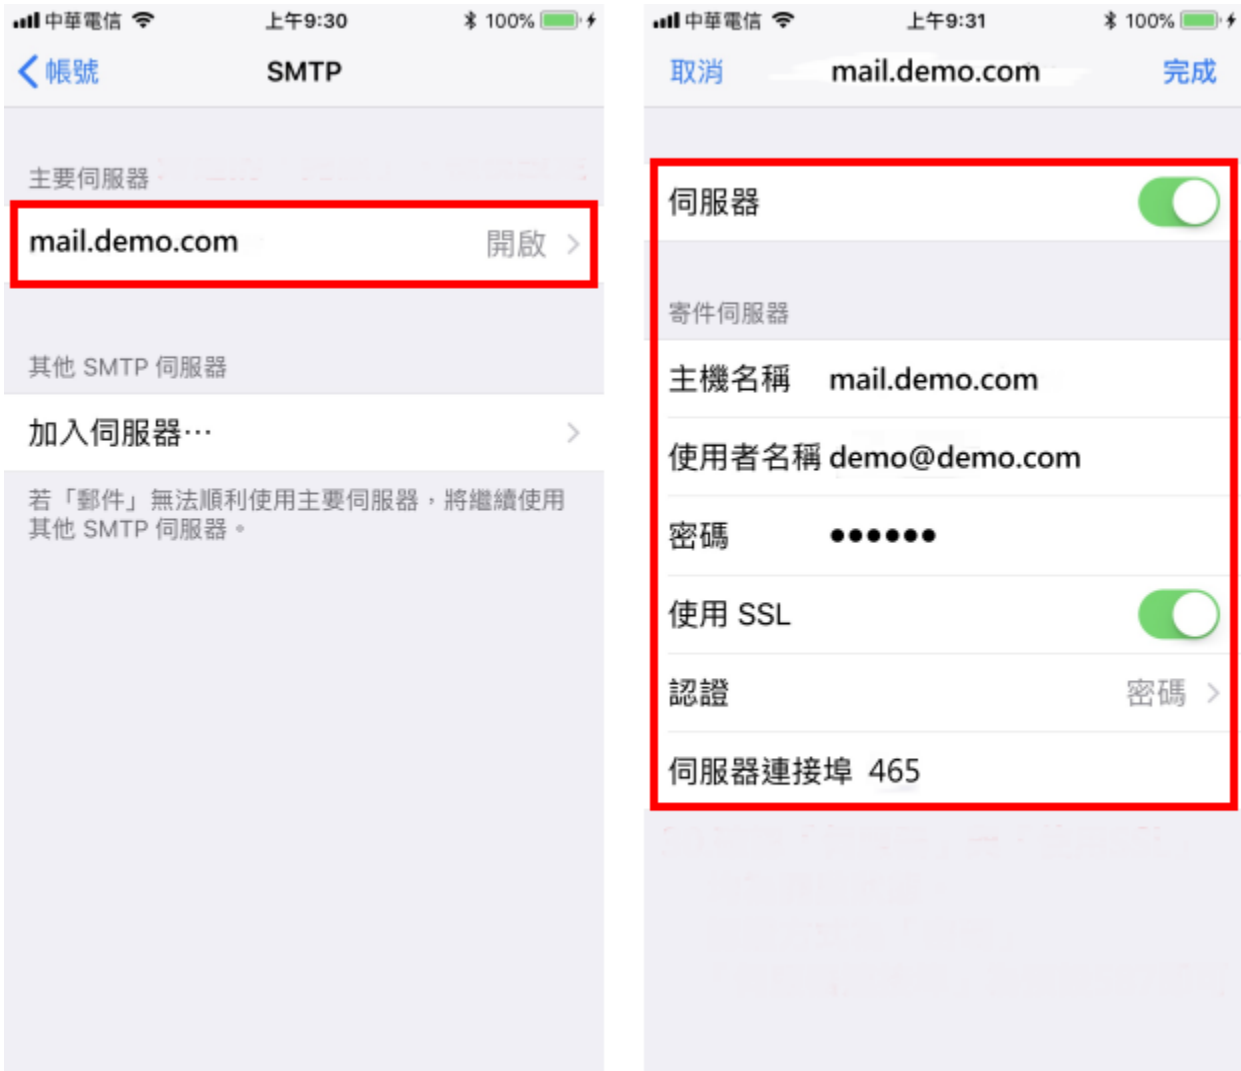 中華電信
上午9:30
100%
帳號
SMTP
主要伺服器
mail.demo.com
開啟
其他 SMTP 伺服器
加入伺服器…
若「郵件」無法順利使用主要伺服器，將繼續使用
其他 SMTP 伺服器。
中華電信
上午9:31
100%
取消
mail.demo.com
完成
伺服器
寄件伺服器
主機名稱 mail.demo.com
使用者名稱 demo@demo.com
密碼 ●●●●●●
使用 SSL
認證 密碼
伺服器連接埠 465